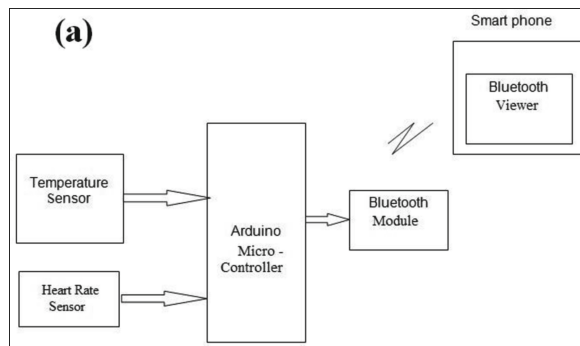 (a)
Smart phone
Bluetooth
Viewer
Temperature
Sensor
Arduino
Micro -
Controller
Bluetooth
Module
Heart Rate
Sensor